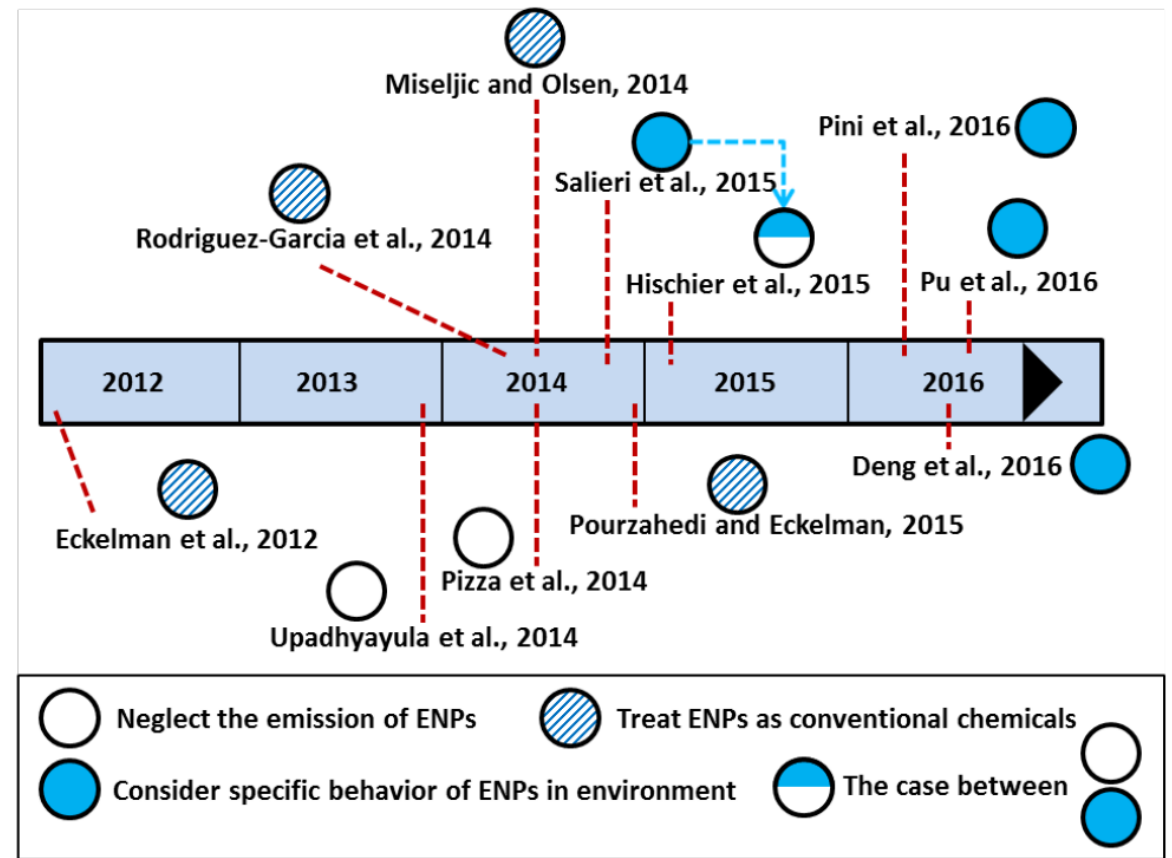 Miseljic and Olsen, 2014
Pini et al., 2016
Salieri et al., 2015
Rodriguez-Garcia et al., 2014
Hischier et al., 2015
Pu et al., 2016
2012
2013
2014
2015
2016
Deng et al., 2016
Pourzahedi and Eckelman, 2015
Eckelman et al., 2012
Pizza et al., 2014
Upadhyayula et al., 2014
Neglect the emission of ENPs
Treat ENPs as conventional chemicals
Consider specific behavior of ENPs in environment
The case between